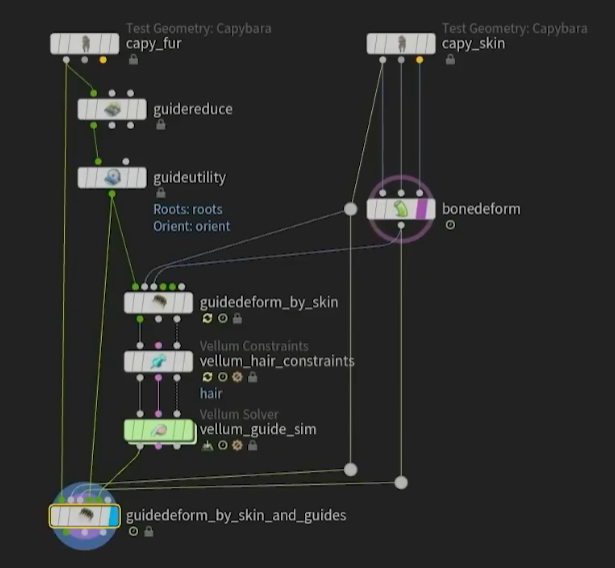 Test Geometry: Capybara
capy_fur
Test Geometry: Capybara
capy_skin
guidereduce
guideutility
Roots: roots
Orient: orient
bonedeform
guidedeform_by_skin
Vellum Constraints
vellum_hair_constraints
hair
Vellum Solver
vellum_guide_sim
guidedeform_by_skin_and_guides